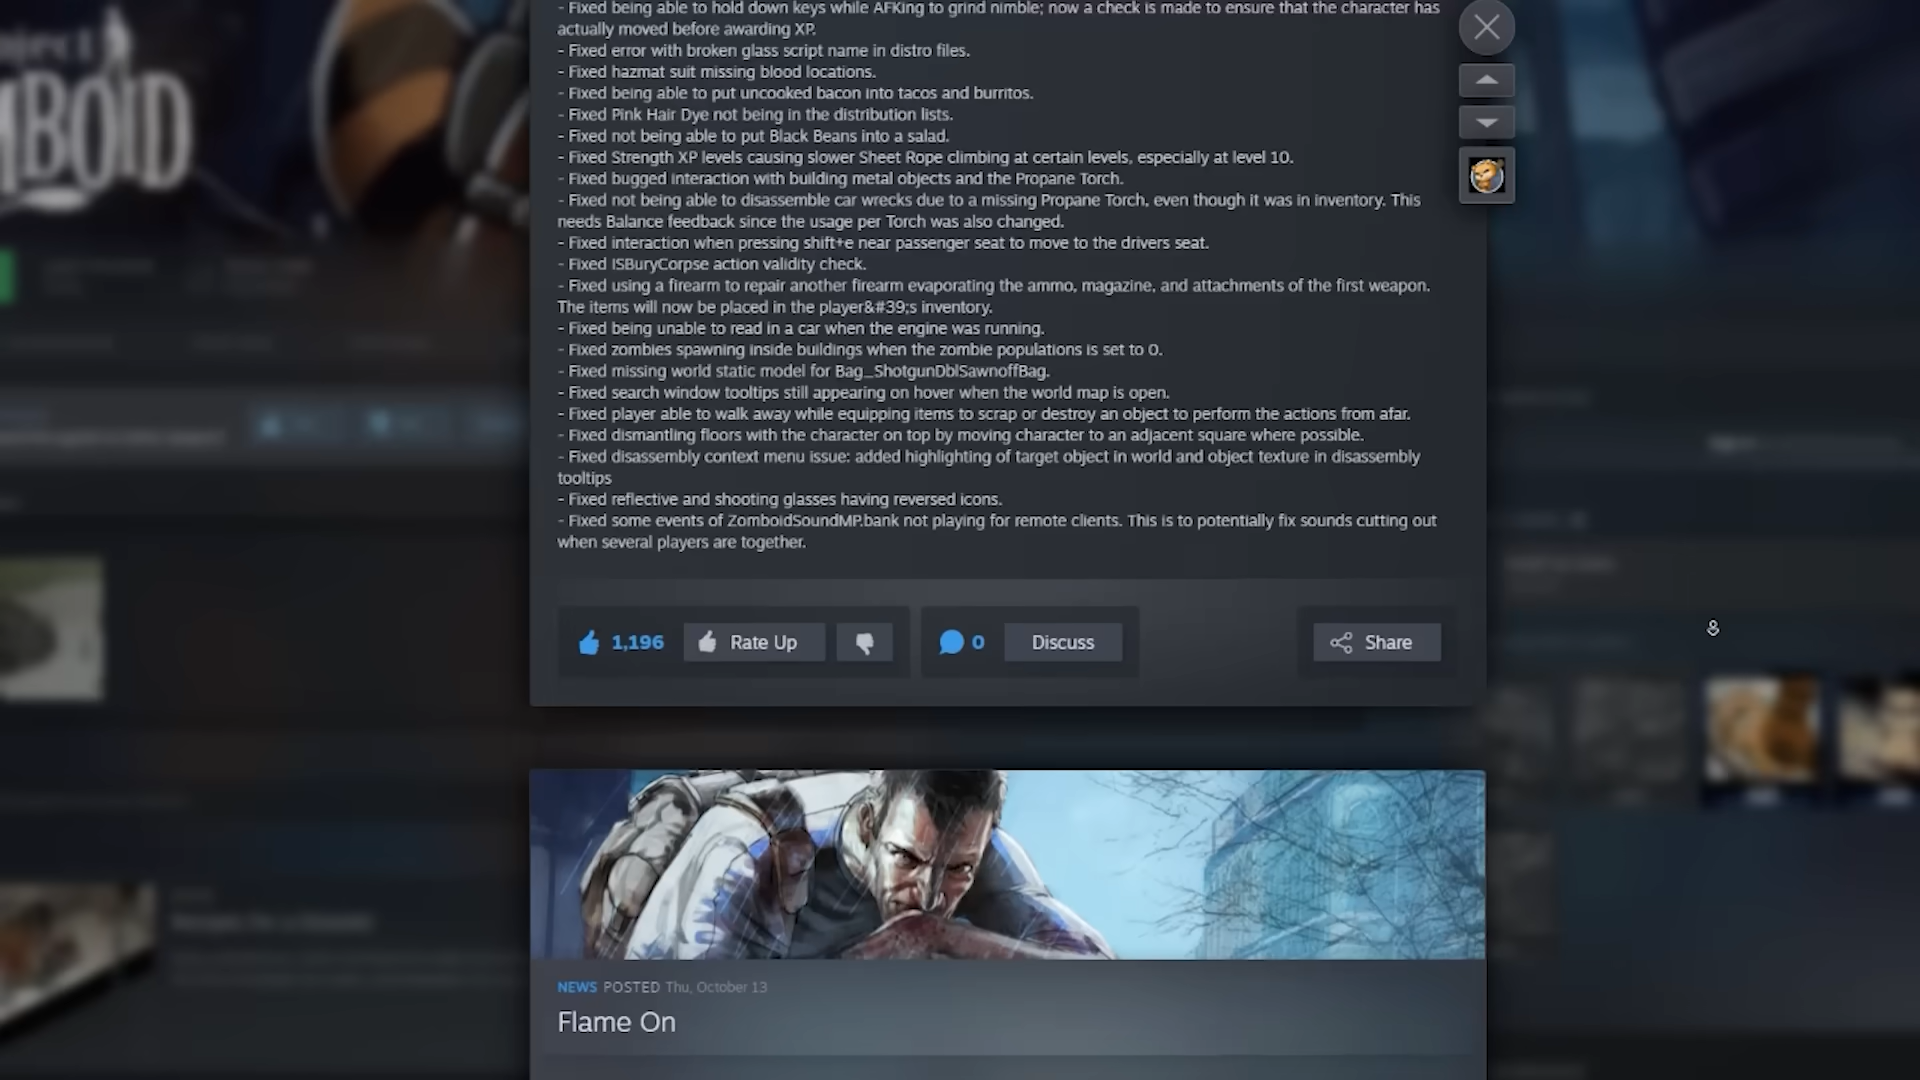 - Fixed being able to hold down keys while AFKing to grind nimble; now a check is made to ensure that the character has
actually moved before awarding XP.
- Fixed error with broken glass script name in distro files.
- Fixed hazmat suit missing blood locations.
- Fixed being able to put uncooked bacon into tacos and burritos.
- Fixed Pink Hair Dye not being in the distribution lists.
- Fixed not being able to put Black Beans into a salad.
- Fixed Strength XP levels causing slower Sheet Rope climbing at certain levels, especially at level 10.
- Fixed bugged interaction with building metal objects and the Propane Torch.
- Fixed not being able to disassemble car wrecks due to a missing Propane Torch, even though it was in inventory. This
needs Balance feedback since the usage per Torch was also changed.
- Fixed interaction when pressing shift+e near passenger seat to move to the drivers seat.
- Fixed ISBuryCorpse action validity check.
- Fixed using a firearm to repair another firearm evaporating the ammo, magazine, and attachments of the first weapon.
The items will now be placed in the player&#39;s inventory.
- Fixed being unable to read in a car when the engine was running.
- Fixed zombies spawning inside buildings when the zombie populations is set to 0.
- Fixed missing world static model for Bag_ShotgunDblSawnoffBag.
- Fixed search window tooltips still appearing on hover when the world map is open.
- Fixed player able to walk away while equipping items to scrap or destroy an object to perform the actions from afar.
- Fixed dismantling floors with the character on top by moving character to an adjacent square where possible.
- Fixed disassembly context menu issue: added highlighting of target object in world and object texture in disassembly
tooltips
- Fixed reflective and shooting glasses having reversed icons.
- Fixed some events of ZomboidSoundMP.bank not playing for remote clients. This is to potentially fix sounds cutting out
when several players are together.
1,196 Rate Up 0 Discuss Share
NEWS POSTED Thu, October 13
Flame On